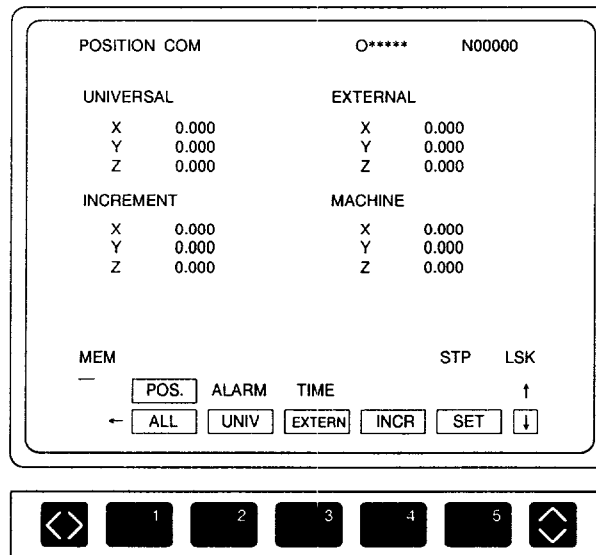 POSITION COM O***** N00000
UNIVERSAL EXTERNAL
X 0.000 X 0.000
Y 0.000 Y 0.000
Z 0.000 Z 0.000
INCREMENT MACHINE
X 0.000 X 0.000
Y 0.000 Y 0.000
Z 0.000 Z 0.000
MEM STP LSK
POS. ALARM TIME ↑
← ALL UNIV EXTERN INCR SET ↓
1 2 3 4 5